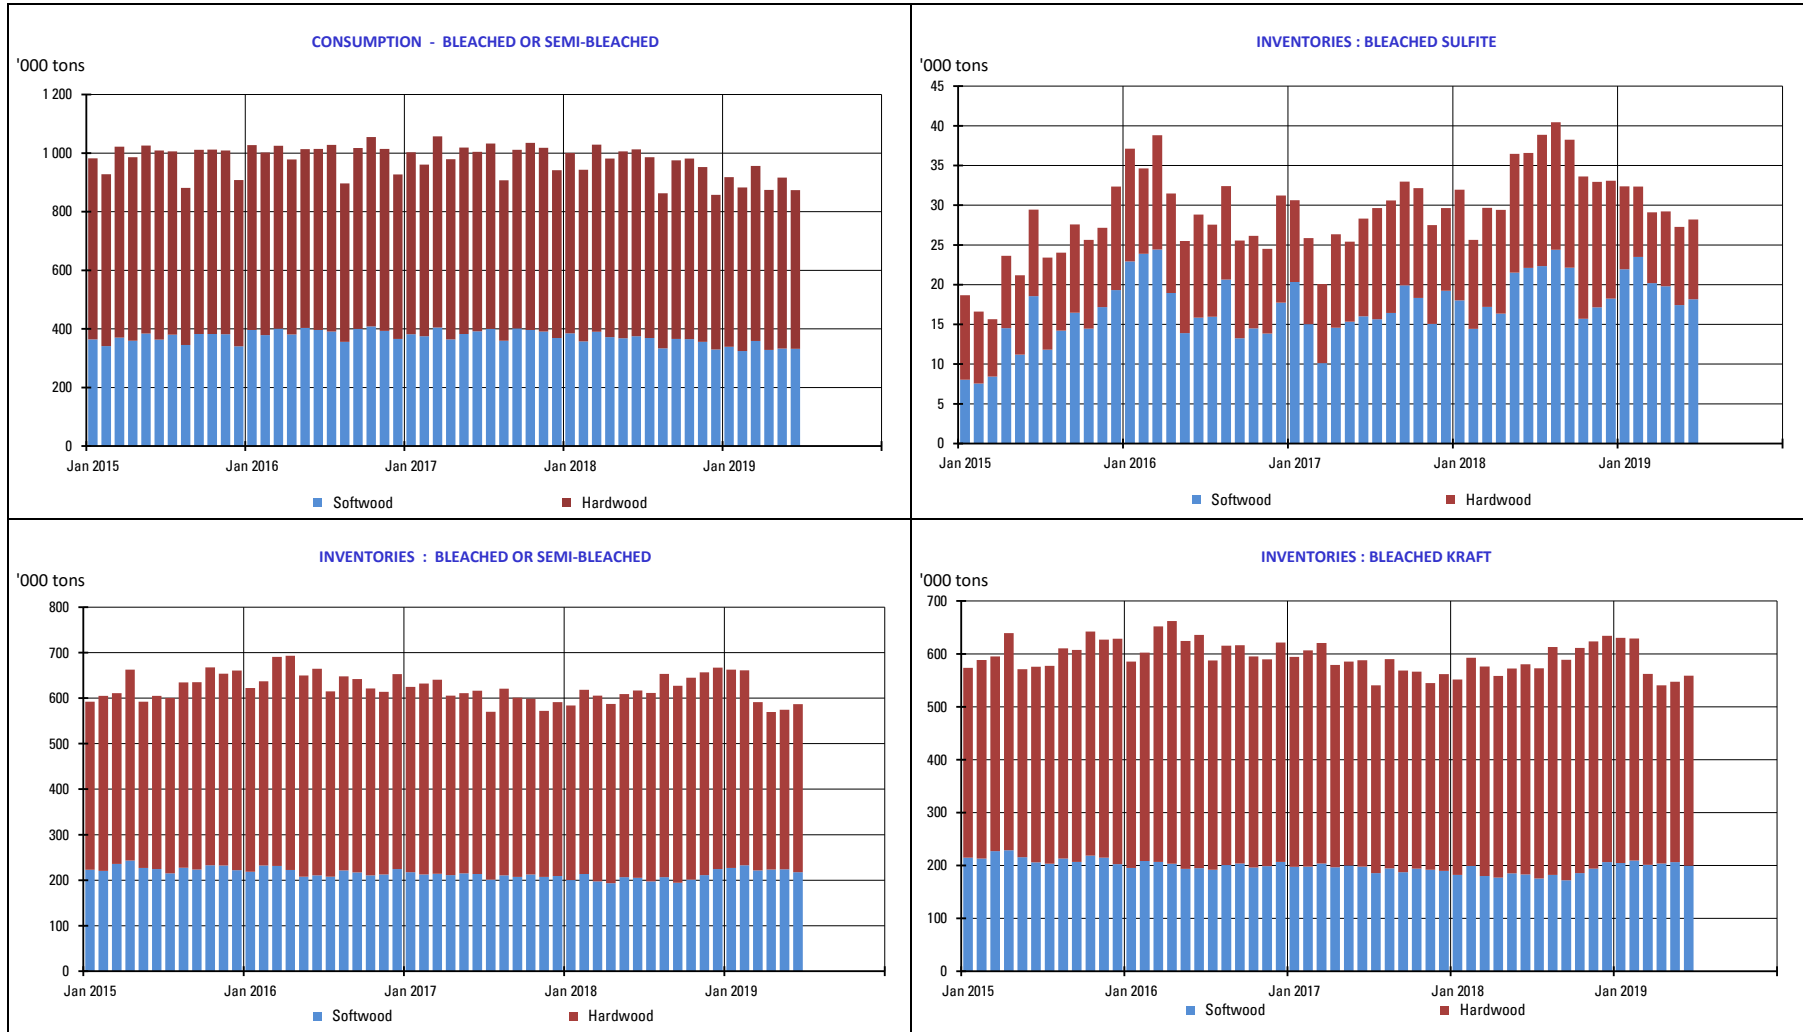 CONSUMPTION - BLEACHED OR SEMI-BLEACHED
'000 tons
1 200
1 000
800
600
400
200
0
Jan 2015 Jan 2016 Jan 2017 Jan 2018 Jan 2019
Softwood Hardwood
INVENTORIES : BLEACHED SULFITE
'000 tons
45
40
35
30
25
20
15
10
5
0
Jan 2015 Jan 2016 Jan 2017 Jan 2018 Jan 2019
Softwood Hardwood
INVENTORIES : BLEACHED OR SEMI-BLEACHED
'000 tons
800
700
600
500
400
300
200
100
0
Jan 2015 Jan 2016 Jan 2017 Jan 2018 Jan 2019
Softwood Hardwood
INVENTORIES : BLEACHED KRAFT
'000 tons
700
600
500
400
300
200
100
0
Jan 2015 Jan 2016 Jan 2017 Jan 2018 Jan 2019
Softwood Hardwood